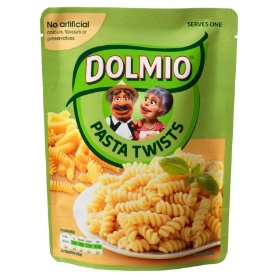 No artificial
colours, flavours or
preservatives.
SERVES ONE
DOLMIO
PASTA TWISTS